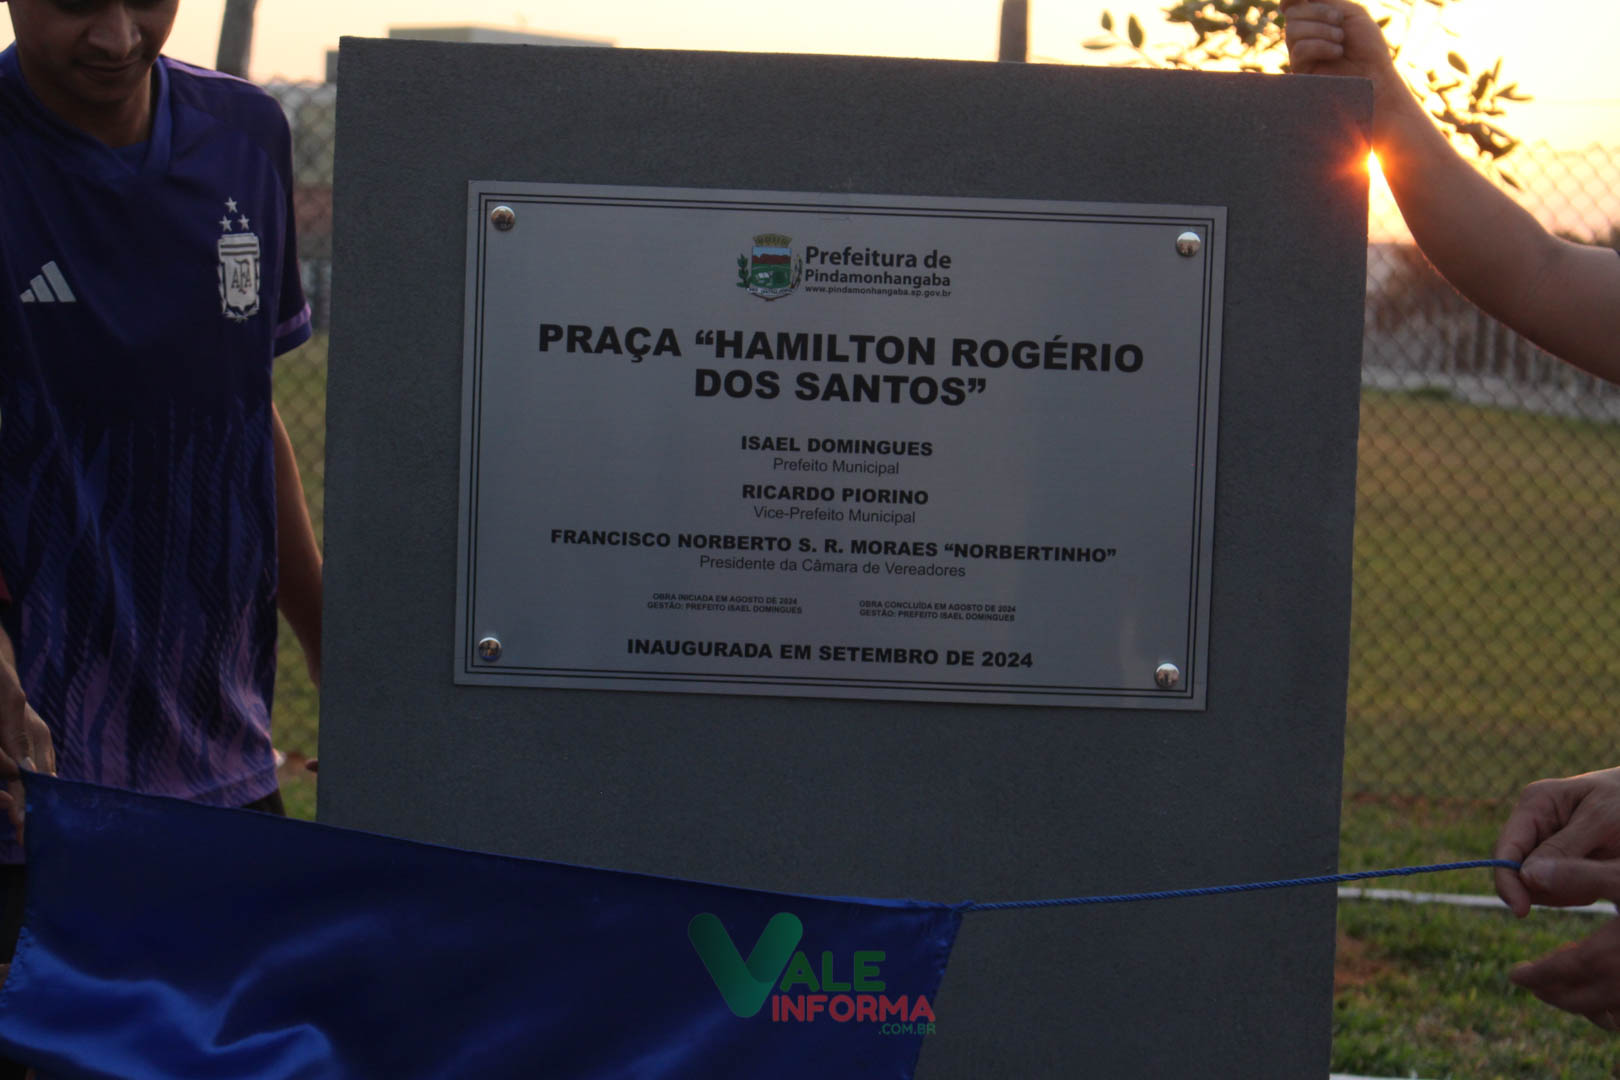 Prefeitura de
Pindamonhangaba
www.pindamonhangaba.sp.gov.br
PRAÇA “HAMILTON ROGÉRIO
DOS SANTOS”
ISAEL DOMINGUES
Prefeito Municipal
RICARDO PIORINO
Vice-Prefeito Municipal
FRANCISCO NORBERTO S. R. MORAES “NORBERTINHO”
Presidente da Câmara de Vereadores
OBRA INICIADA EM AGOSTO DE 2024
GESTÃO: PREFEITO ISAEL DOMINGUES
OBRA CONCLUÍDA EM AGOSTO DE 2024
GESTÃO: PREFEITO ISAEL DOMINGUES
INAUGURADA EM SETEMBRO DE 2024
AFA
VALE
INFORMA
.COM.BR